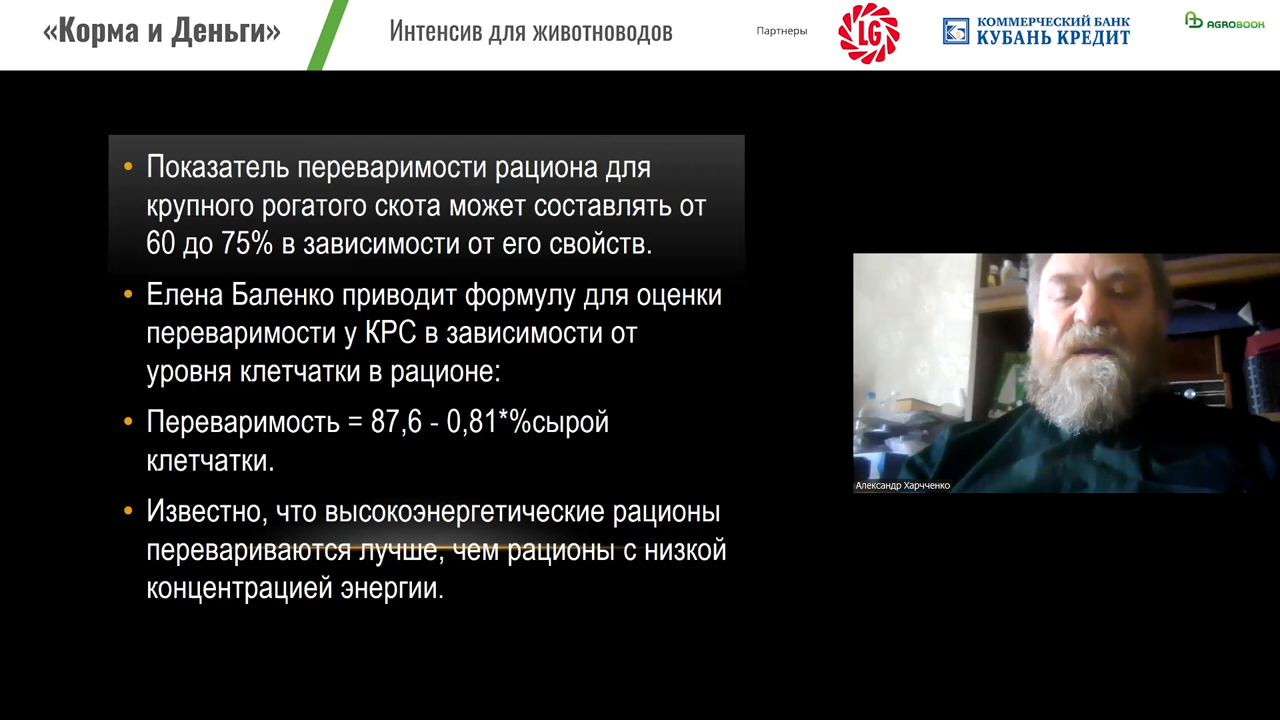 «Корма и Деньги»
Интенсив для животноводов
Партнеры
LG
КОММЕРЧЕСКИЙ БАНК
КУБАНЬ КРЕДИТ
AGROBOOK
• Показатель переваримости рациона для
крупного рогатого скота может составлять от
60 до 75% в зависимости от его свойств.
• Елена Баленко приводит формулу для оценки
переваримости у КРС в зависимости от
уровня клетчатки в рационе:
• Переваримость = 87,6 - 0,81*%сырой
клетчатки.
• Известно, что высокоэнергетические рационы
перевариваются лучше, чем рационы с низкой
концентрацией энергии.
Александр Харчченко